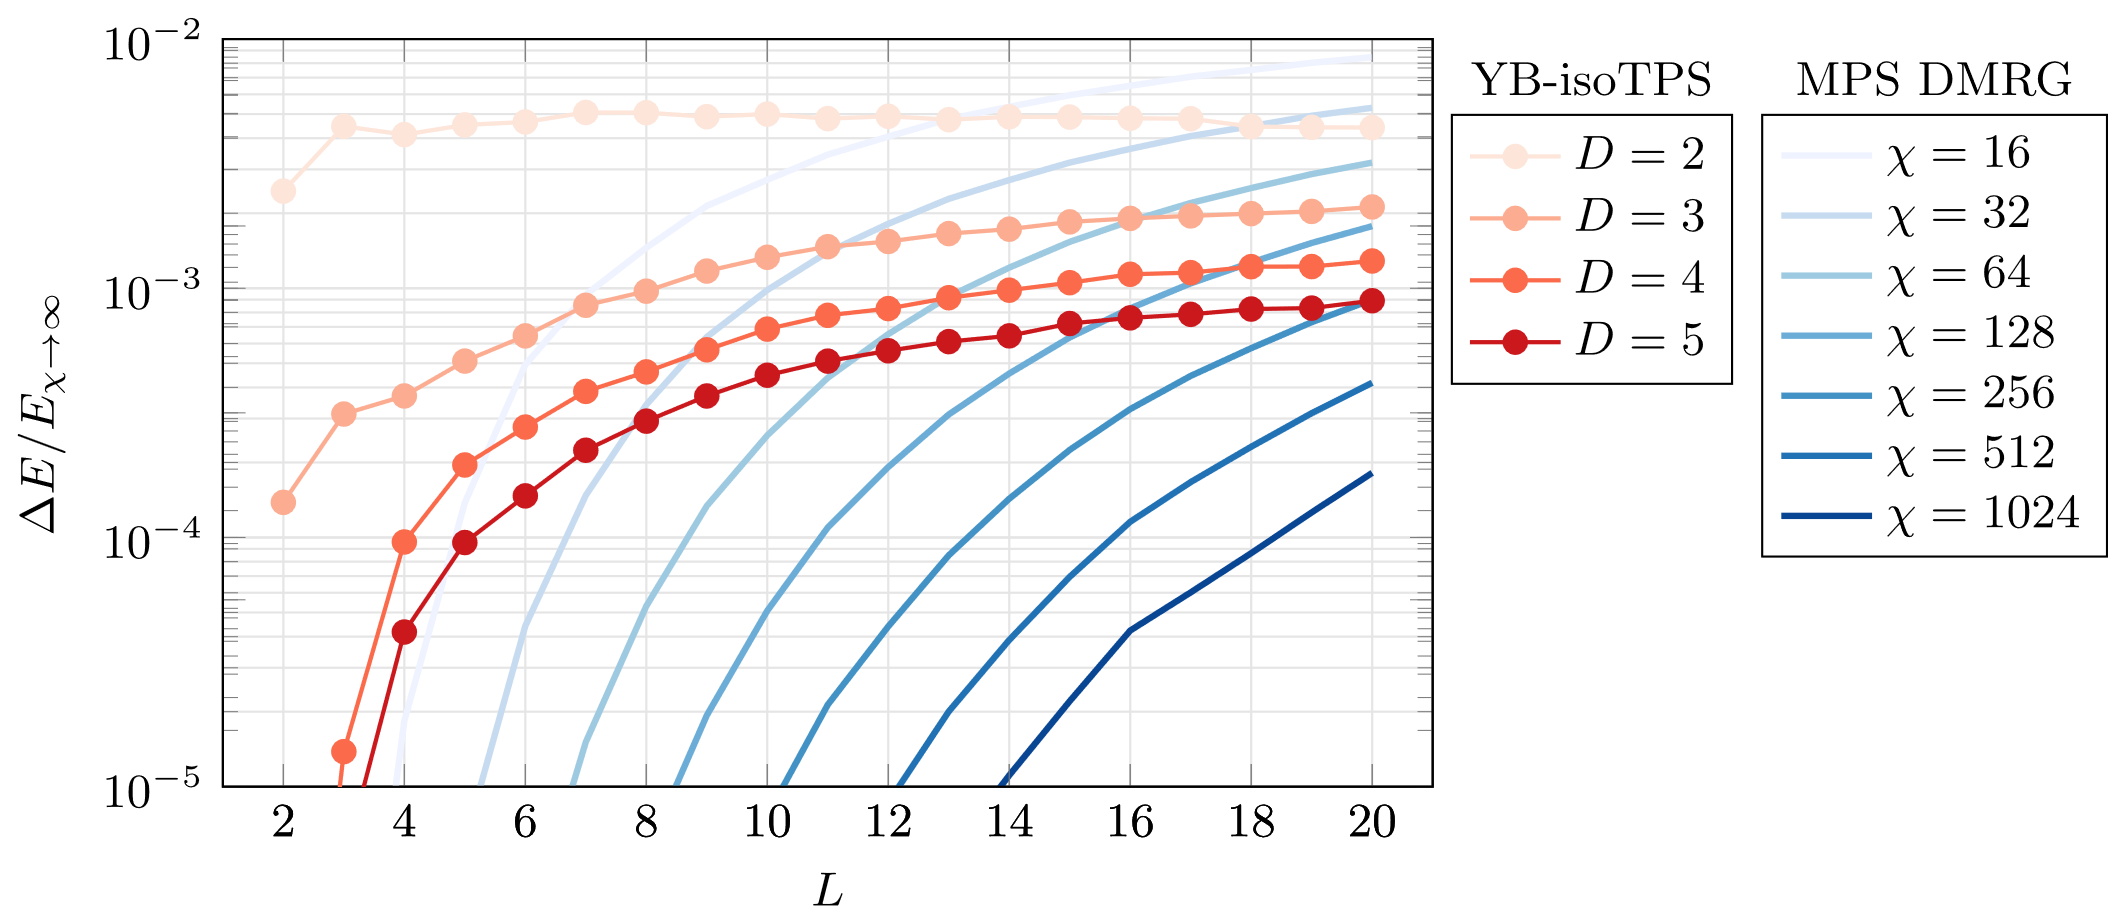 10⁻²
10⁻³
10⁻⁴
10⁻⁵
ΔE/E_{χ→∞}
2 4 6 8 10 12 14 16 18 20
L
YB-isoTPS
D = 2
D = 3
D = 4
D = 5
MPS DMRG
χ = 16
χ = 32
χ = 64
χ = 128
χ = 256
χ = 512
χ = 1024